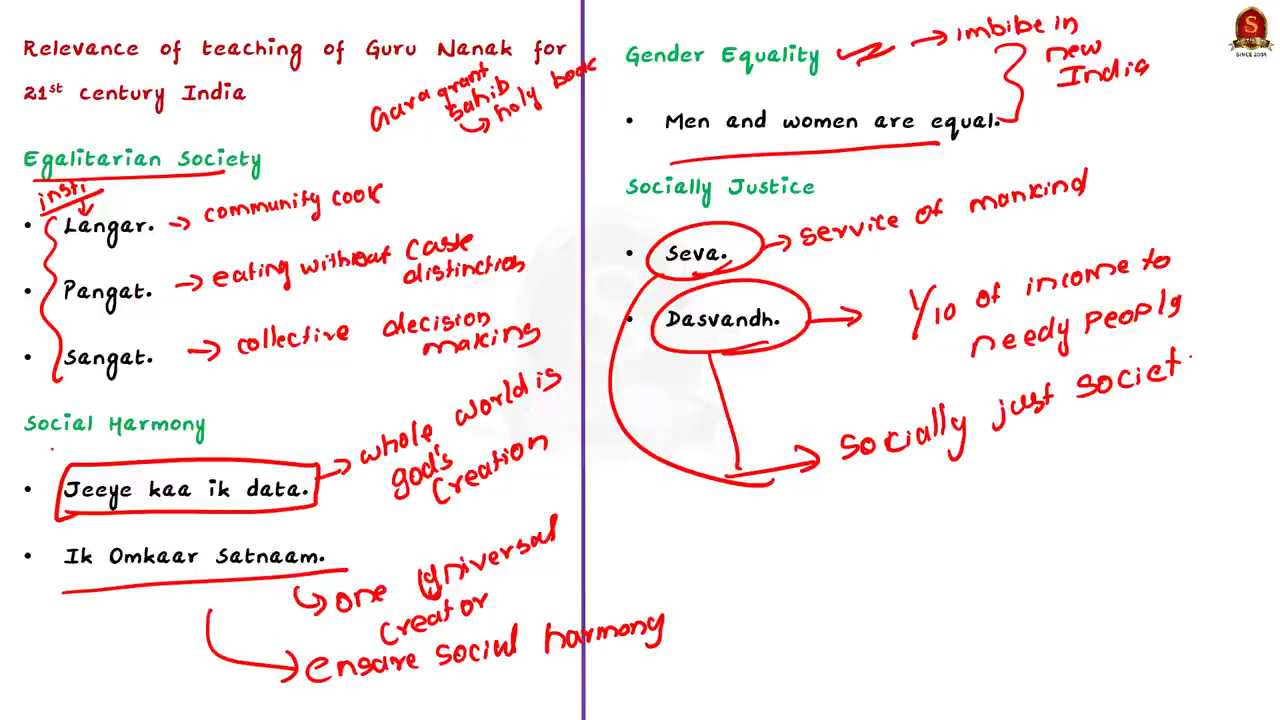 Relevance of teaching of Guru Nanak for
21st century India
Guru grant
sahib
holy book
Egalitarian Society
insti
• Langar. → community cook
• Pangat. → eating without caste
distinction
• Sangat. → collective decision
making
Social Harmony
• Jeeye kaa ik data. → whole world is
god's
creation
• Ik Omkaar Satnaam.
one universal
creator
ensure social harmony
Gender Equality → imbibe in
new
India
• Men and women are equal.
Socially Justice
• Seva. → service of mankind
• Dasvandh. → 1/10 of income to
needy people
socially just societ
S
SINCE 2004